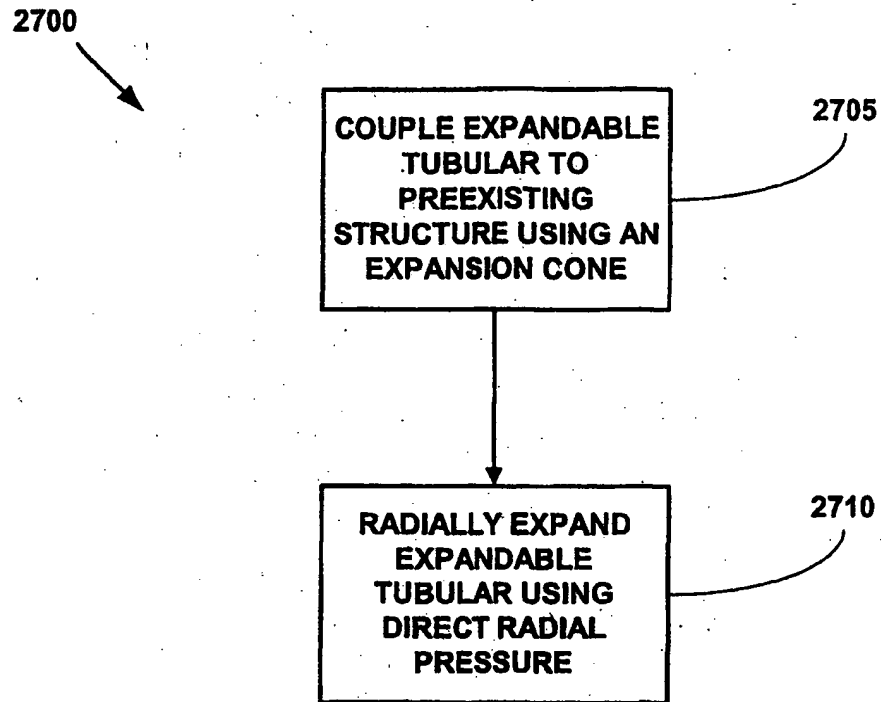 2700
COUPLE EXPANDABLE
TUBULAR TO
PREEXISTING
STRUCTURE USING AN
EXPANSION CONE
2705
RADIALLY EXPAND
EXPANDABLE
TUBULAR USING
DIRECT RADIAL
PRESSURE
2710